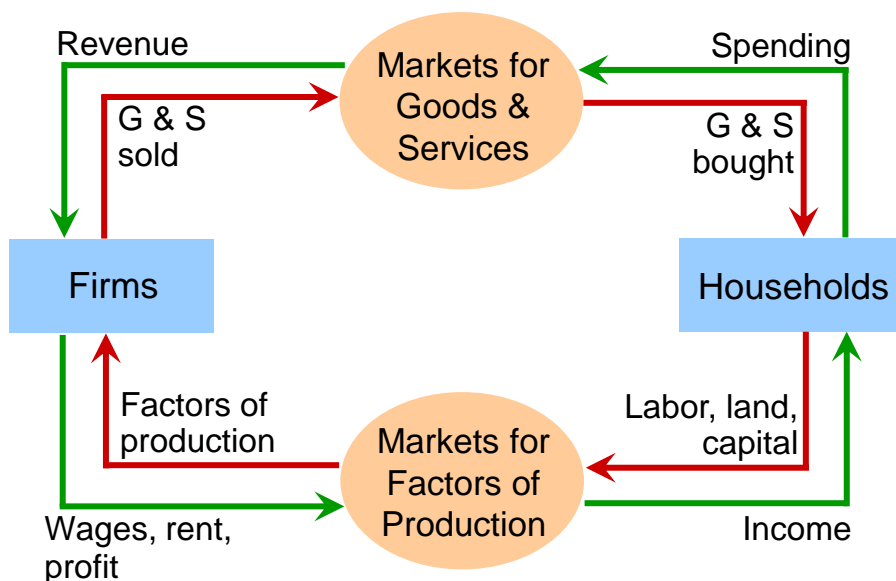 Revenue
Markets for
Goods &
Services
Spending
G & S
sold
G & S
bought
Firms
Households
Factors of
production
Markets for
Factors of
Production
Labor, land,
capital
Wages, rent,
profit
Income